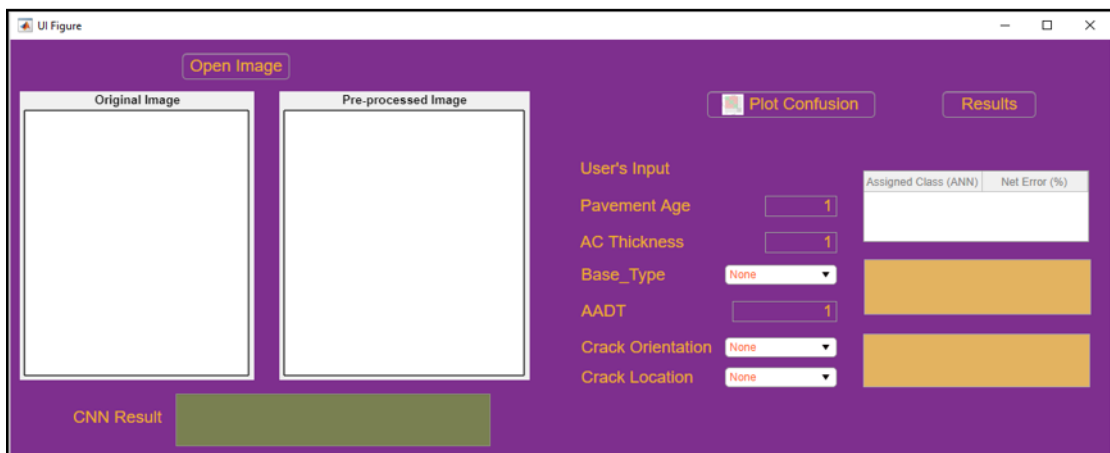 UI Figure
Open Image
Original Image
Pre-processed Image
Plot Confusion
Results
User's Input
Assigned Class (ANN)
Net Error (%)
Pavement Age
1
AC Thickness
1
Base_Type
None
AADT
1
Crack Orientation
None
Crack Location
None
CNN Result